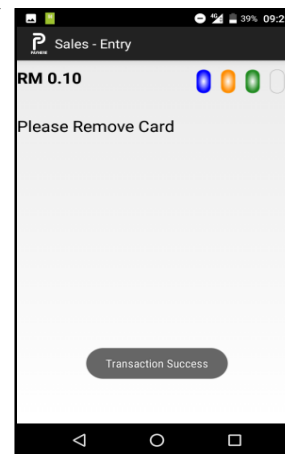 39% 09:2
Sales - Entry
RM 0.10
Please Remove Card
Transaction Success